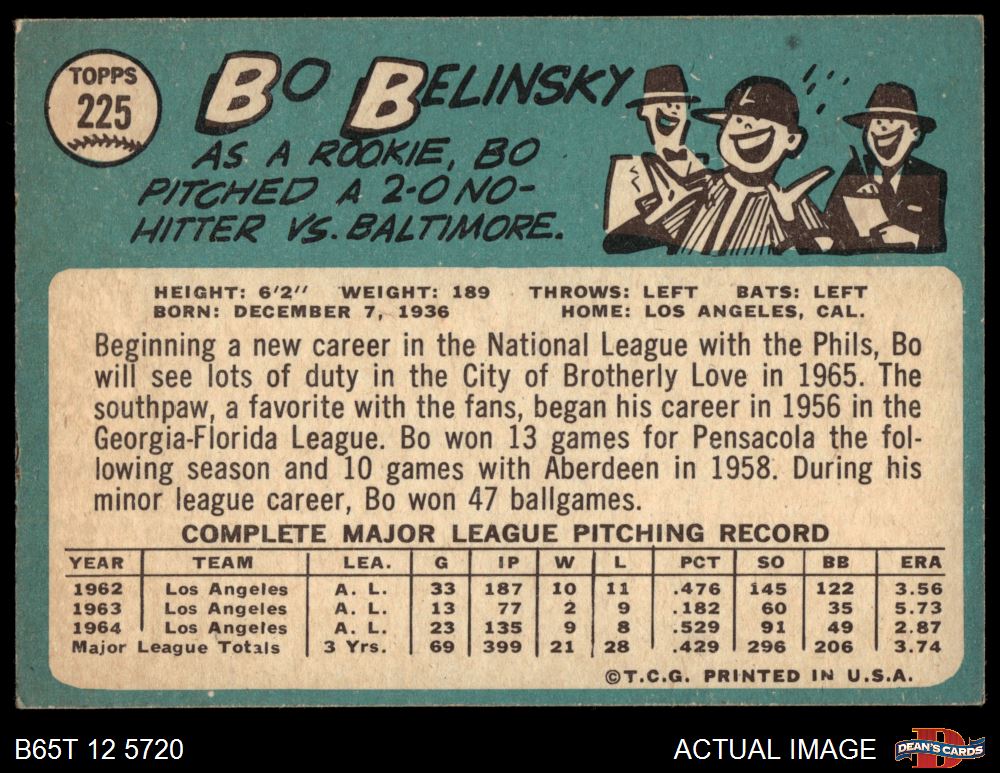 TOPPS
225
BO BELINSKY
AS A ROOKIE, BO
PITCHED A 2-0 NO-
HITTER VS. BALTIMORE.
L
HEIGHT: 6'2" WEIGHT: 189 THROWS: LEFT BATS: LEFT
BORN: DECEMBER 7, 1936 HOME: LOS ANGELES, CAL.
Beginning a new career in the National League with the Phils, Bo
will see lots of duty in the City of Brotherly Love in 1965. The
southpaw, a favorite with the fans, began his career in 1956 in the
Georgia-Florida League. Bo won 13 games for Pensacola the fol-
lowing season and 10 games with Aberdeen in 1958. During his
minor league career, Bo won 47 ballgames.
COMPLETE MAJOR LEAGUE PITCHING RECORD
YEAR TEAM LEA. G IP W L PCT SO BB ERA
1962 Los Angeles A. L. 33 187 10 11 .476 145 122 3.56
1963 Los Angeles A. L. 13 77 2 9 .182 60 35 5.73
1964 Los Angeles A. L. 23 135 9 8 .529 91 49 2.87
Major League Totals 3 Yrs. 69 399 21 28 .429 296 206 3.74
©T.C.G. PRINTED IN U.S.A.
B65T 12 5720 ACTUAL IMAGE D DEAN'S CARDS